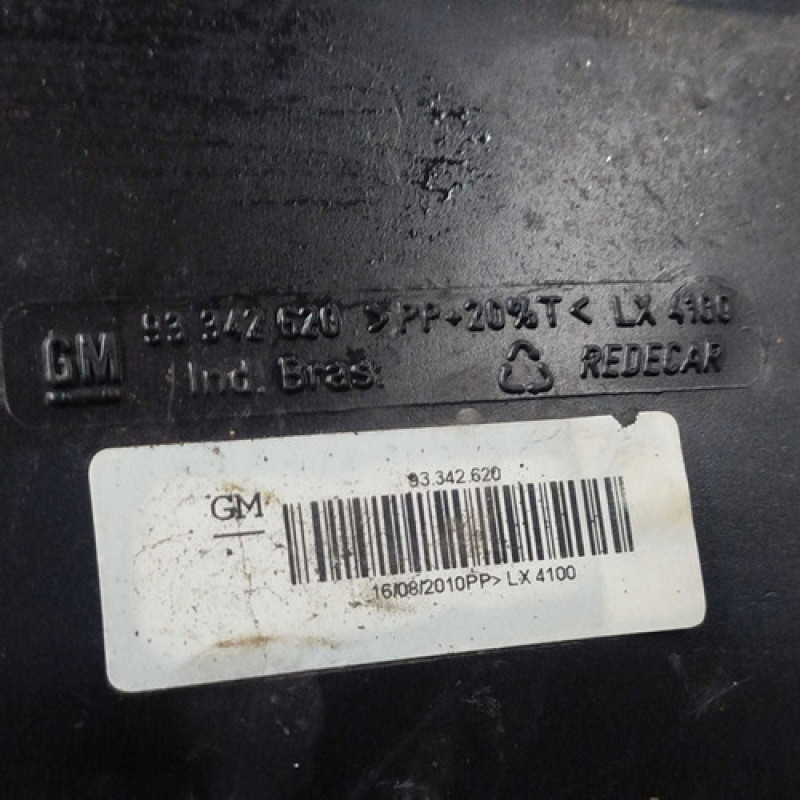 GM 93 342 620 >PP+20%T< LX 4100
Ind. Bras. REDECAR
93.342.620
GM
16/08/2010PP> LX 4100